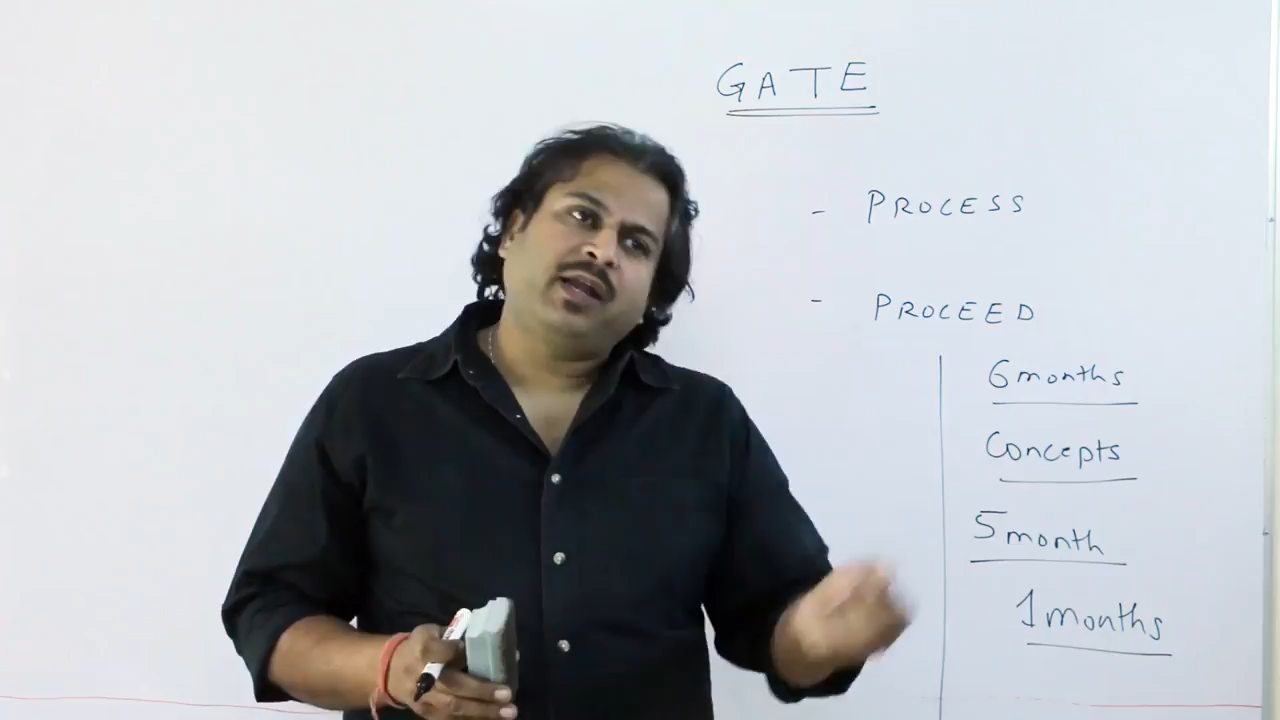 GATE
- PROCESS
- PROCEED
6months
Concepts
5month
1months